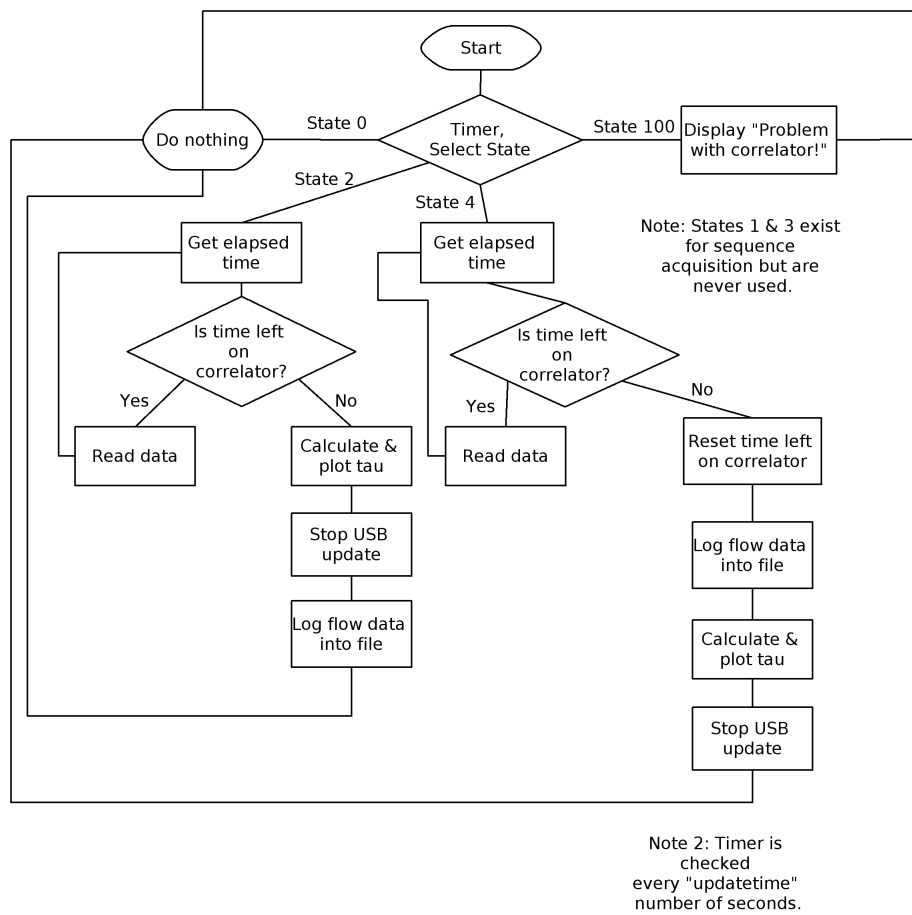 Start
Do nothing
State 0
Timer,
Select State
State 100
Display "Problem
with correlator!"
State 2
State 4
Note: States 1 & 3 exist
for sequence
acquisition but are
never used.
Get elapsed
time
Get elapsed
time
Is time left
on
correlator?
Is time left
on
correlator?
Yes
No
Yes
No
Read data
Calculate &
plot tau
Read data
Reset time left
on correlator
Stop USB
update
Log flow data
into file
Log flow data
into file
Calculate &
plot tau
Stop USB
update
Note 2: Timer is
checked
every "updatetime"
number of seconds.